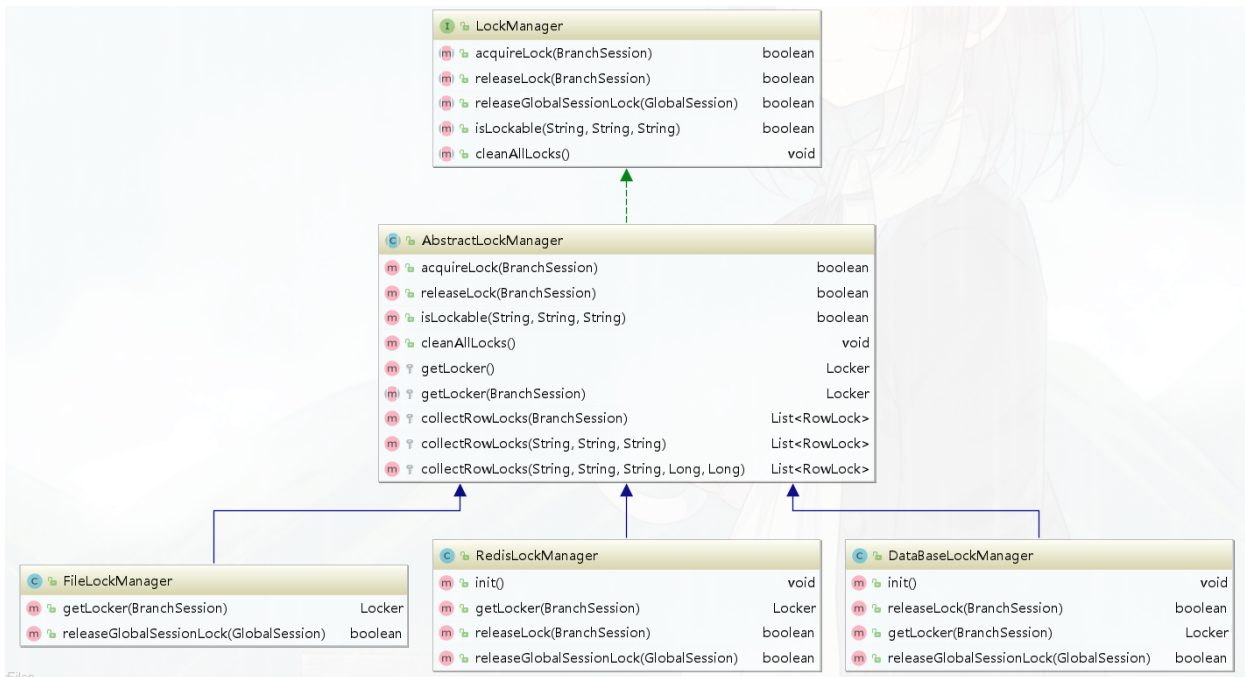 LockManager
acquireLock(BranchSession) boolean
releaseLock(BranchSession) boolean
releaseGlobalSessionLock(GlobalSession) boolean
isLockable(String, String, String) boolean
cleanAllLocks() void
AbstractLockManager
acquireLock(BranchSession) boolean
releaseLock(BranchSession) boolean
isLockable(String, String, String) boolean
cleanAllLocks() void
getLocker() Locker
getLocker(BranchSession) Locker
collectRowLocks(BranchSession) List<RowLock>
collectRowLocks(String, String, String) List<RowLock>
collectRowLocks(String, String, String, Long, Long) List<RowLock>
FileLockManager
getLocker(BranchSession) Locker
releaseGlobalSessionLock(GlobalSession) boolean
RedisLockManager
init() void
getLocker(BranchSession) Locker
releaseLock(BranchSession) boolean
releaseGlobalSessionLock(GlobalSession) boolean
DataBaseLockManager
init() void
releaseLock(BranchSession) boolean
getLocker(BranchSession) Locker
releaseGlobalSessionLock(GlobalSession) boolean